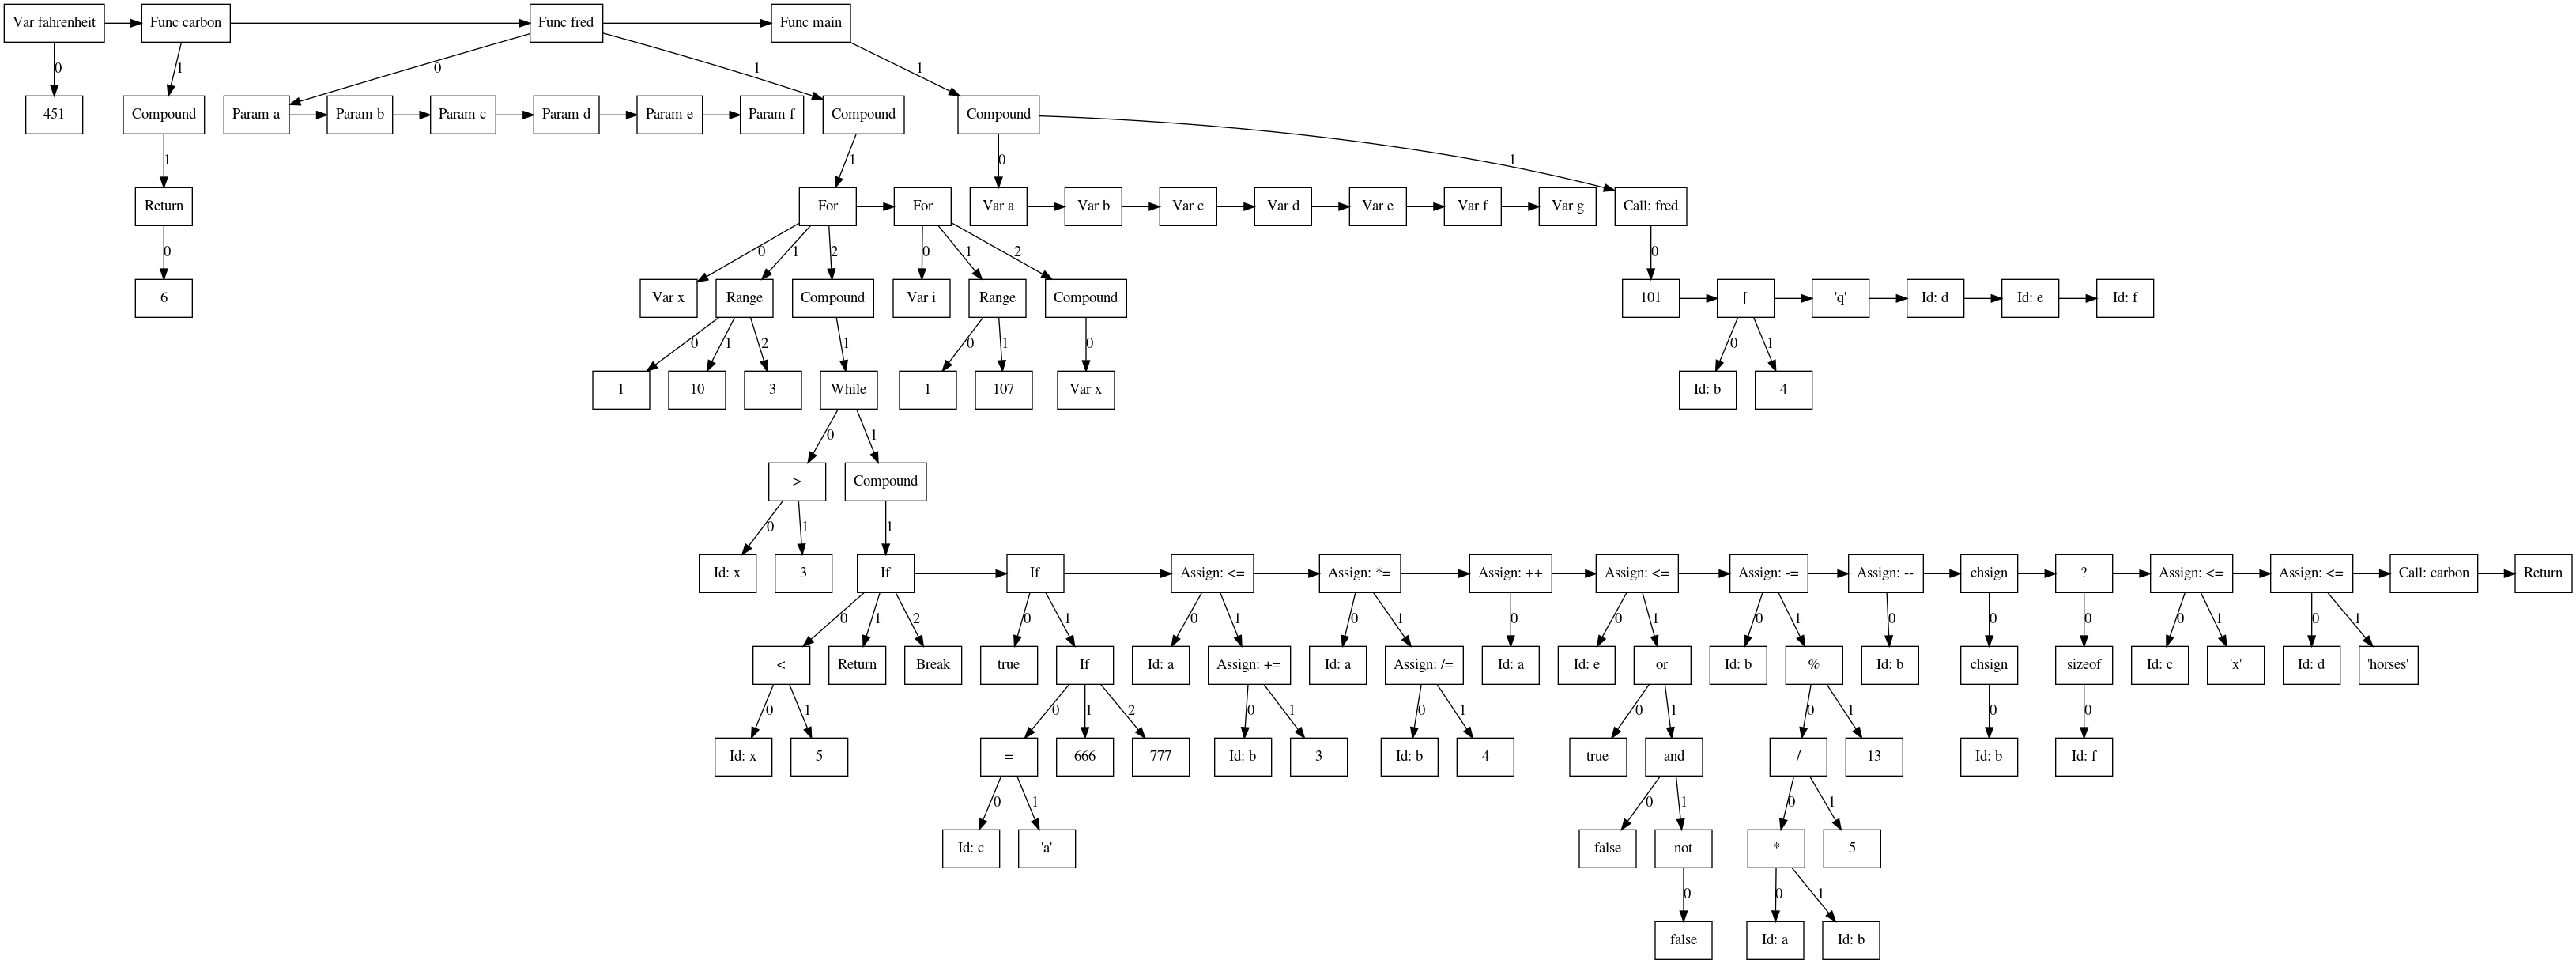 Var fahrenheit
Func carbon
Func fred
Func main
0
1
0
1
1
451
Compound
Param a
Param b
Param c
Param d
Param e
Param f
Compound
Compound
1
1
0
1
Return
For
For
Var a
Var b
Var c
Var d
Var e
Var f
Var g
Call: fred
0
0
1
2
0
1
2
0
6
Var x
Range
Compound
Var i
Range
Compound
101
[
'q'
Id: d
Id: e
Id: f
0
1
2
1
0
1
0
0
1
1
10
3
While
1
107
Var x
Id: b
4
0
1
>
Compound
0
1
1
Id: x
3
If
If
Assign: <=
Assign: *=
Assign: ++
Assign: <=
Assign: -=
Assign: --
chsign
?
Assign: <=
Assign: <=
Call: carbon
Return
0
1
2
0
1
0
1
0
1
0
0
1
0
1
0
0
0
0
1
0
1
<
Return
Break
true
If
Id: a
Assign: +=
Id: a
Assign: /=
Id: a
Id: e
or
Id: b
%
Id: b
chsign
sizeof
Id: c
'x'
Id: d
'horses'
0
1
0
1
2
0
1
0
1
0
1
0
1
0
0
Id: x
5
=
666
777
Id: b
3
Id: b
4
true
and
/
13
Id: b
Id: f
0
1
0
1
0
1
Id: c
'a'
false
not
*
5
0
0
1
false
Id: a
Id: b